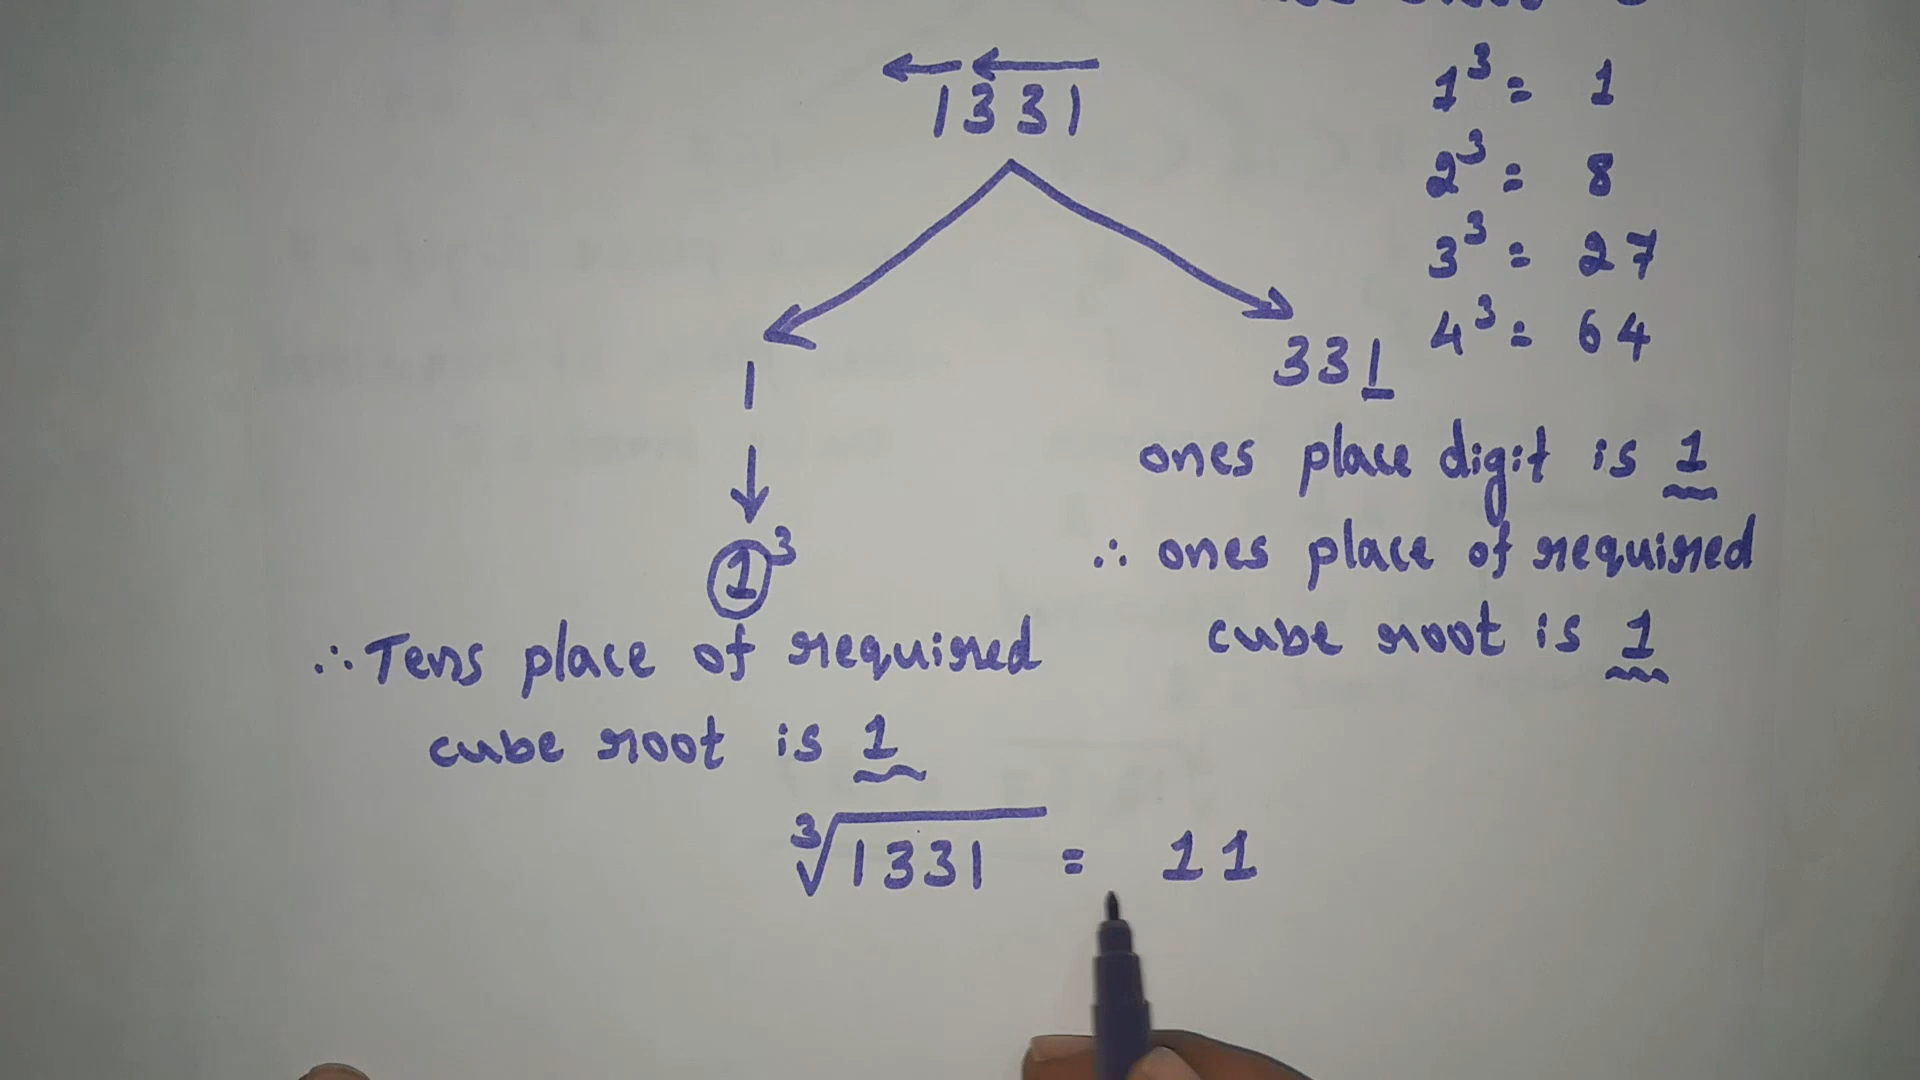 1331
1³ = 1
2³ = 8
3³ = 27
4³ = 64
1
331
1³
ones place digit is 1
∴ ones place of required
cube root is 1
∴ Tens place of required
cube root is 1
∛1331 = 11